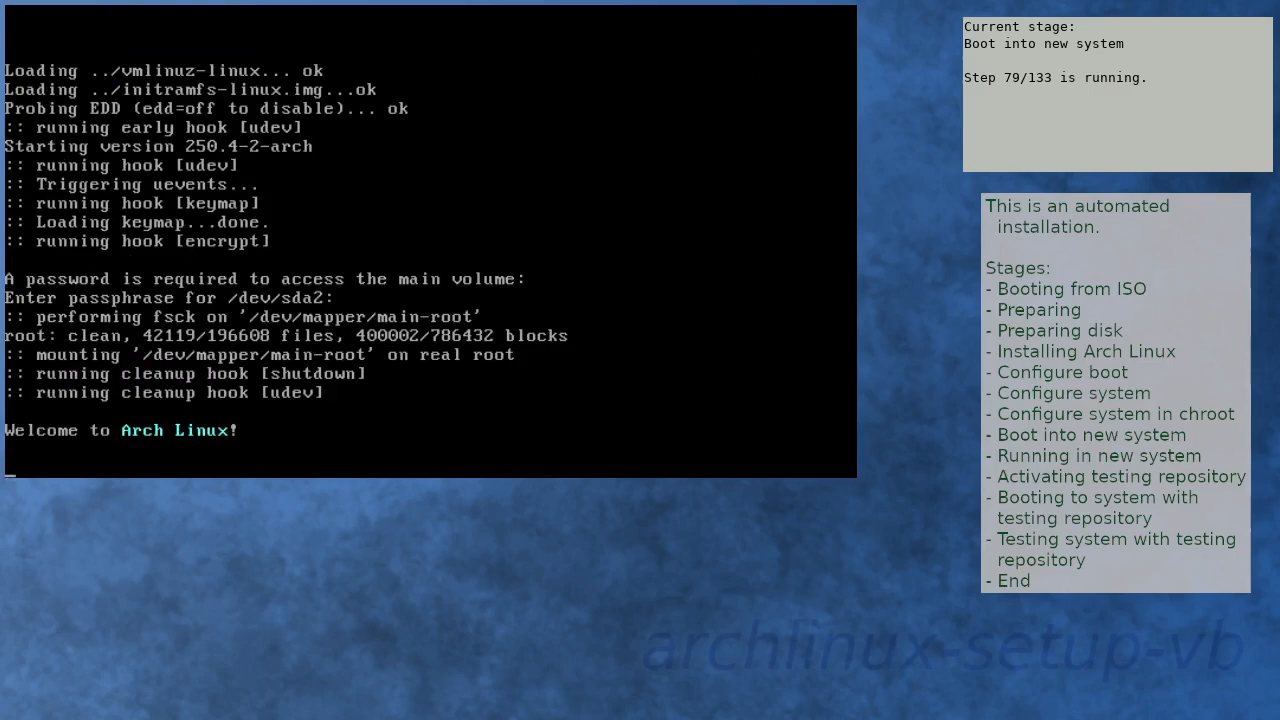 Loading ../vmlinuz-linux... ok
Loading ../initramfs-linux.img...ok
Probing EDD (edd=off to disable)... ok
:: running early hook [udev]
Starting version 250.4-2-arch
:: running hook [udev]
:: Triggering uevents...
:: running hook [keymap]
:: Loading keymap...done.
:: running hook [encrypt]
A password is required to access the main volume:
Enter passphrase for /dev/sda2:
:: performing fsck on '/dev/mapper/main-root'
root: clean, 42119/196608 files, 400002/786432 blocks
:: mounting '/dev/mapper/main-root' on real root
:: running cleanup hook [shutdown]
:: running cleanup hook [udev]
Welcome to Arch Linux!
Current stage:
Boot into new system
Step 79/133 is running.
This is an automated
installation.
Stages:
- Booting from ISO
- Preparing
- Preparing disk
- Installing Arch Linux
- Configure boot
- Configure system
- Configure system in chroot
- Boot into new system
- Running in new system
- Activating testing repository
- Booting to system with
testing repository
- Testing system with testing
repository
- End
archlinux-setup-vb